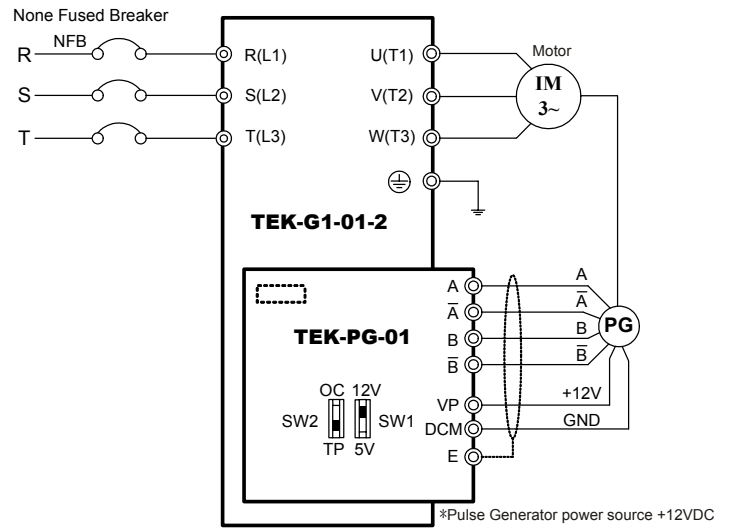 None Fused Breaker
NFB
R
R(L1)
U(T1)
Motor
S
S(L2)
V(T2)
IM
3~
T
T(L3)
W(T3)
TEK-G1-01-2
TEK-PG-01
A
A
A̅
A̅
B
B
B̅
B̅
PG
OC 12V
SW2
SW1
TP 5V
VP
+12V
DCM
GND
E
*Pulse Generator power source +12VDC